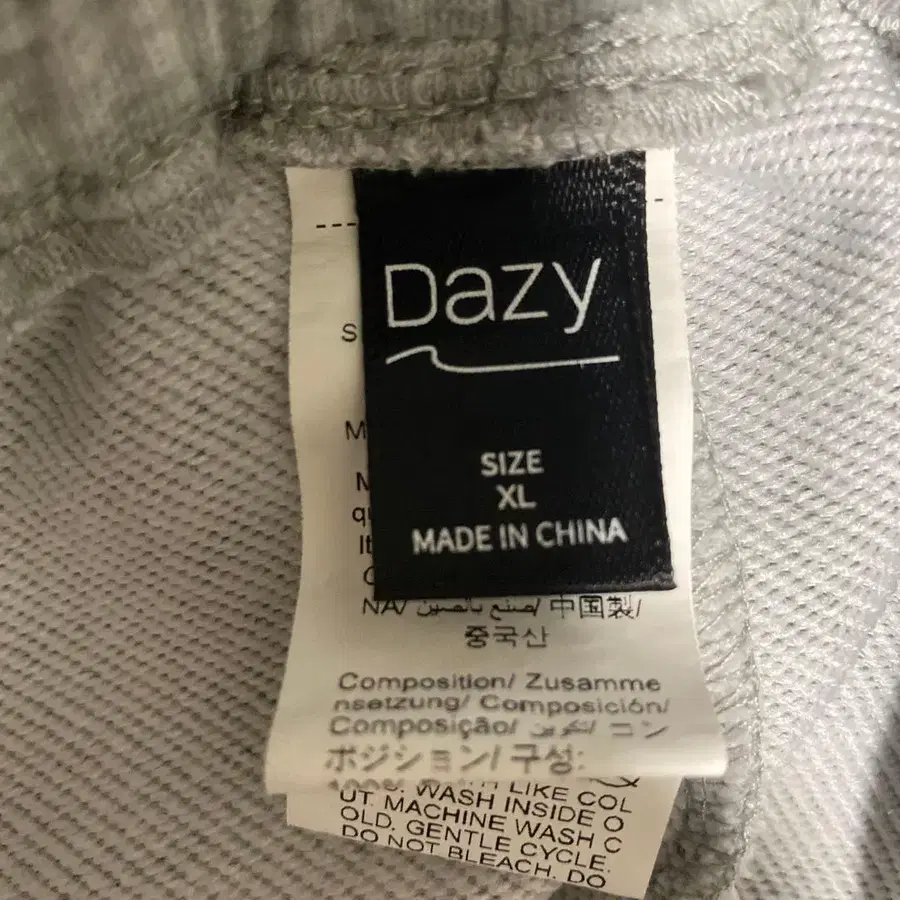 Dazy
SIZE
XL
MADE IN CHINA
S
M
NA/ صنع بالصين/ 中国製/
중국산
Composition/ Zusamme
nsetzung/ Composición/
Composição/ تكوين/ コン
ポジション/ 구성:
LIKE COL
WASH INSIDE O
UT. MACHINE WASH C
OLD. GENTLE CYCLE.
DO NOT BLEACH. DO